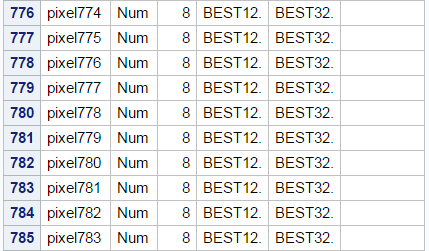 776 pixel774 Num 8 BEST12. BEST32.
777 pixel775 Num 8 BEST12. BEST32.
778 pixel776 Num 8 BEST12. BEST32.
779 pixel777 Num 8 BEST12. BEST32.
780 pixel778 Num 8 BEST12. BEST32.
781 pixel779 Num 8 BEST12. BEST32.
782 pixel780 Num 8 BEST12. BEST32.
783 pixel781 Num 8 BEST12. BEST32.
784 pixel782 Num 8 BEST12. BEST32.
785 pixel783 Num 8 BEST12. BEST32.